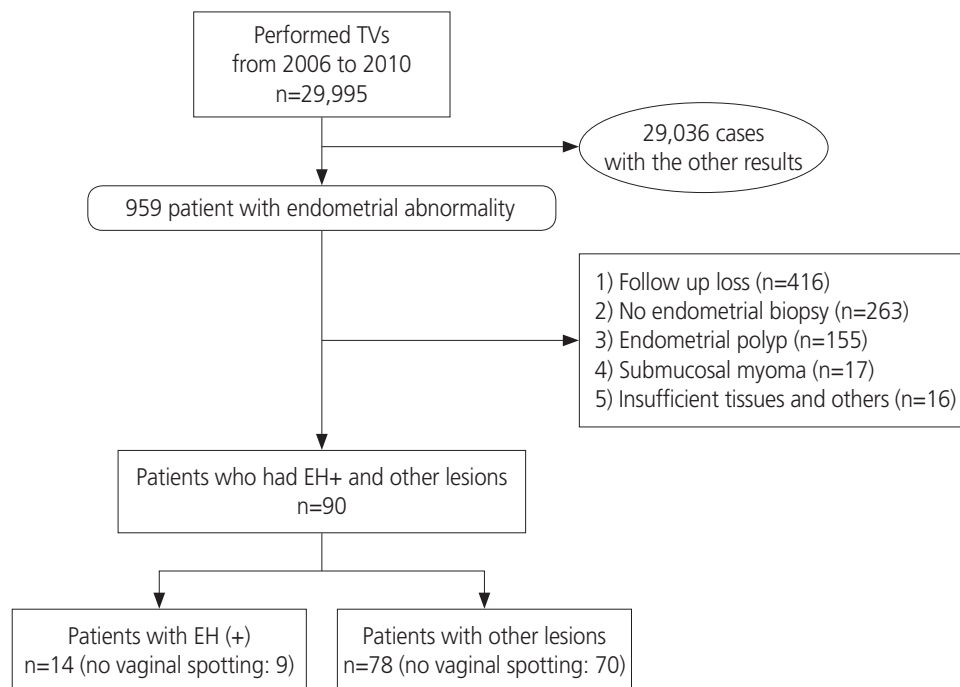 Performed TVs
from 2006 to 2010
n=29,995
29,036 cases
with the other results
959 patient with endometrial abnormality
1) Follow up loss (n=416)
2) No endometrial biopsy (n=263)
3) Endometrial polyp (n=155)
4) Submucosal myoma (n=17)
5) Insufficient tissues and others (n=16)
Patients who had EH+ and other lesions
n=90
Patients with EH (+)
n=14 (no vaginal spotting: 9)
Patients with other lesions
n=78 (no vaginal spotting: 70)